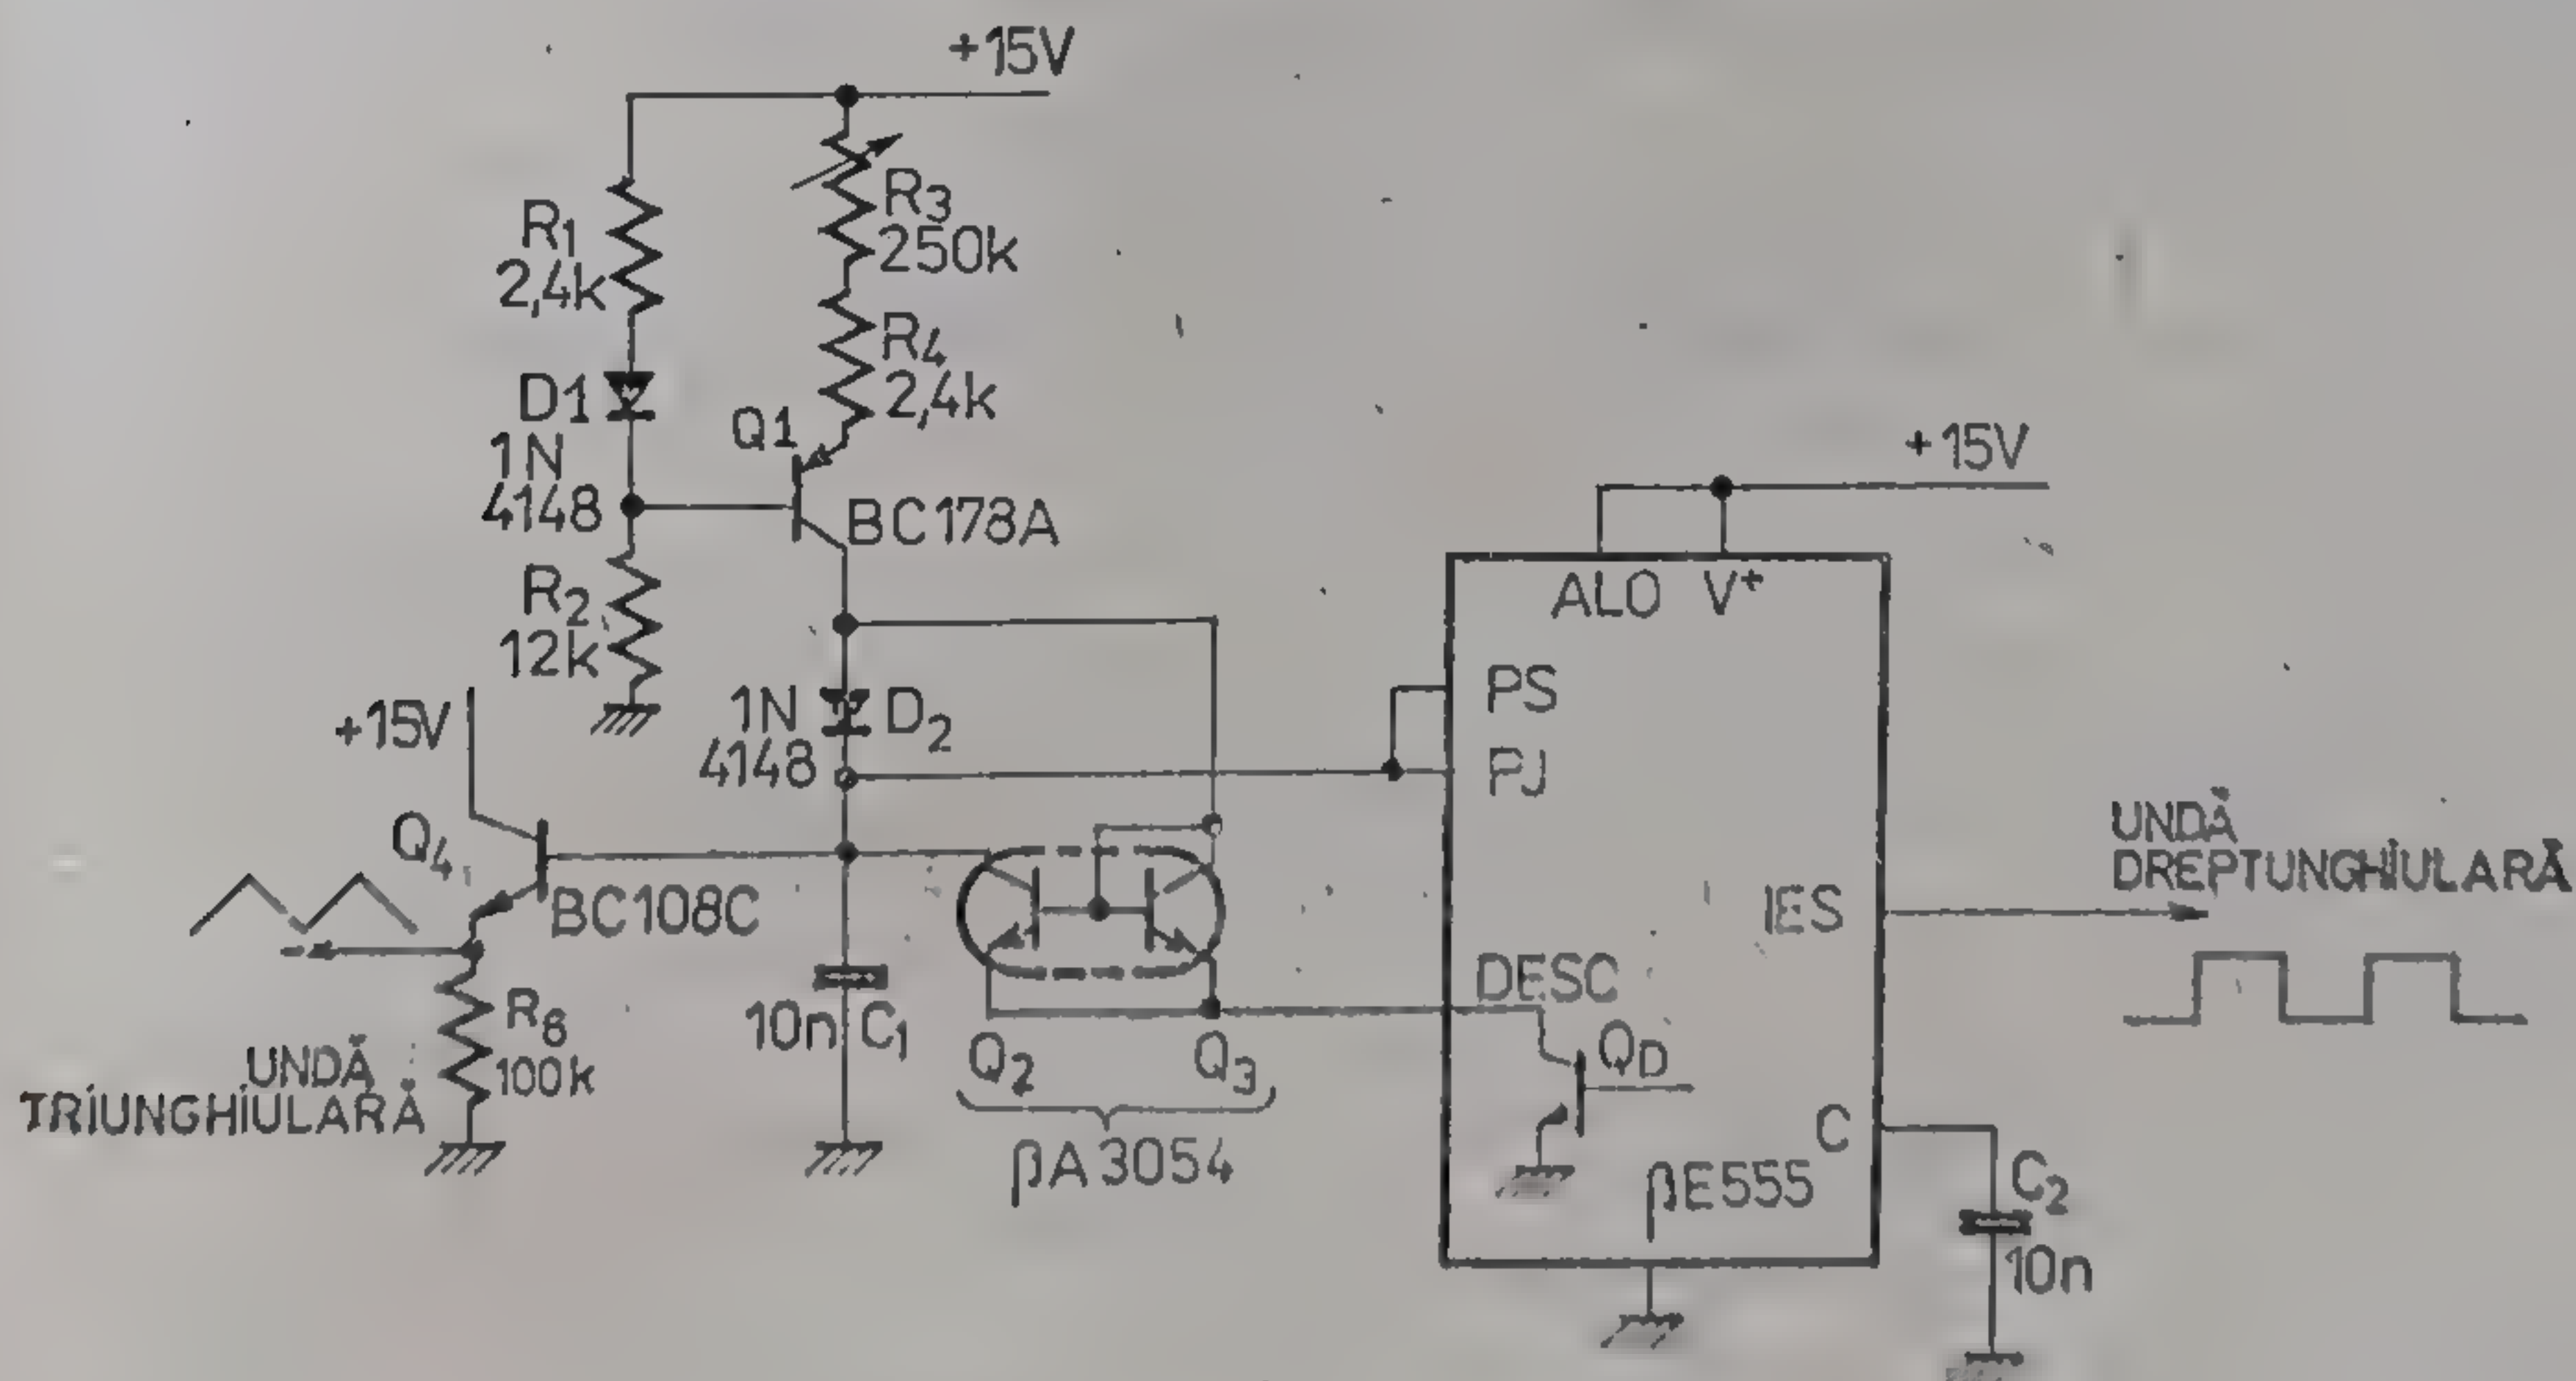 +15V
R1
2,4k
R3
250k
R4
2,4k
D1
1N
4148
Q1
BC178A
R2
12k
+15V
ALO V+
PS
PJ
1N
4148
D2
+15V
Q4
BC108C
UNDĂ
DREPTUNGHIULARĂ
IES
DESC
QD
R6
100k
10n C1
Q2
Q3
UNDĂ
TRIUNGHIULARĂ
βA3054
C
βE555
C2
10n